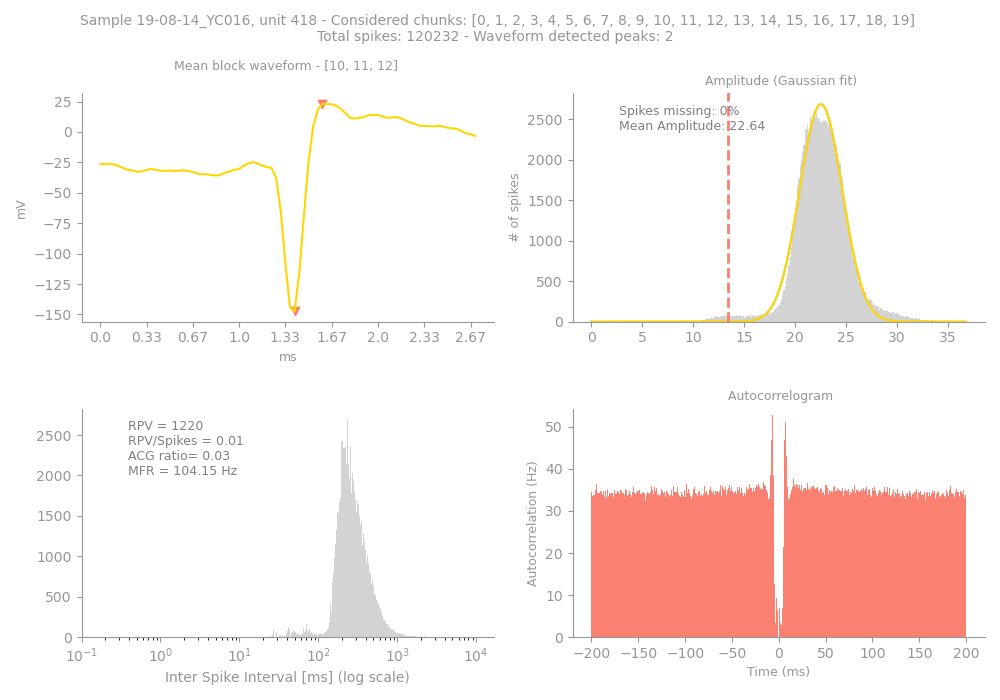 Sample 19-08-14_YC016, unit 418 - Considered chunks: [0, 1, 2, 3, 4, 5, 6, 7, 8, 9, 10, 11, 12, 13, 14, 15, 16, 17, 18, 19]
Total spikes: 120232 - Waveform detected peaks: 2
Mean block waveform - [10, 11, 12]
25
0
−25
−50
−75
−100
−125
−150
mV
0.0 0.33 0.67 1.0 1.33 1.67 2.0 2.33 2.67
ms
Amplitude (Gaussian fit)
Spikes missing: 0%
Mean Amplitude: 22.64
2500
2000
1500
1000
500
0
# of spikes
0 5 10 15 20 25 30 35
RPV = 1220
RPV/Spikes = 0.01
ACG ratio= 0.03
MFR = 104.15 Hz
2500
2000
1500
1000
500
0
10⁻¹ 10⁰ 10¹ 10² 10³ 10⁴
Inter Spike Interval [ms] (log scale)
Autocorrelogram
50
40
30
20
10
0
Autocorrelation (Hz)
−200 −150 −100 −50 0 50 100 150 200
Time (ms)